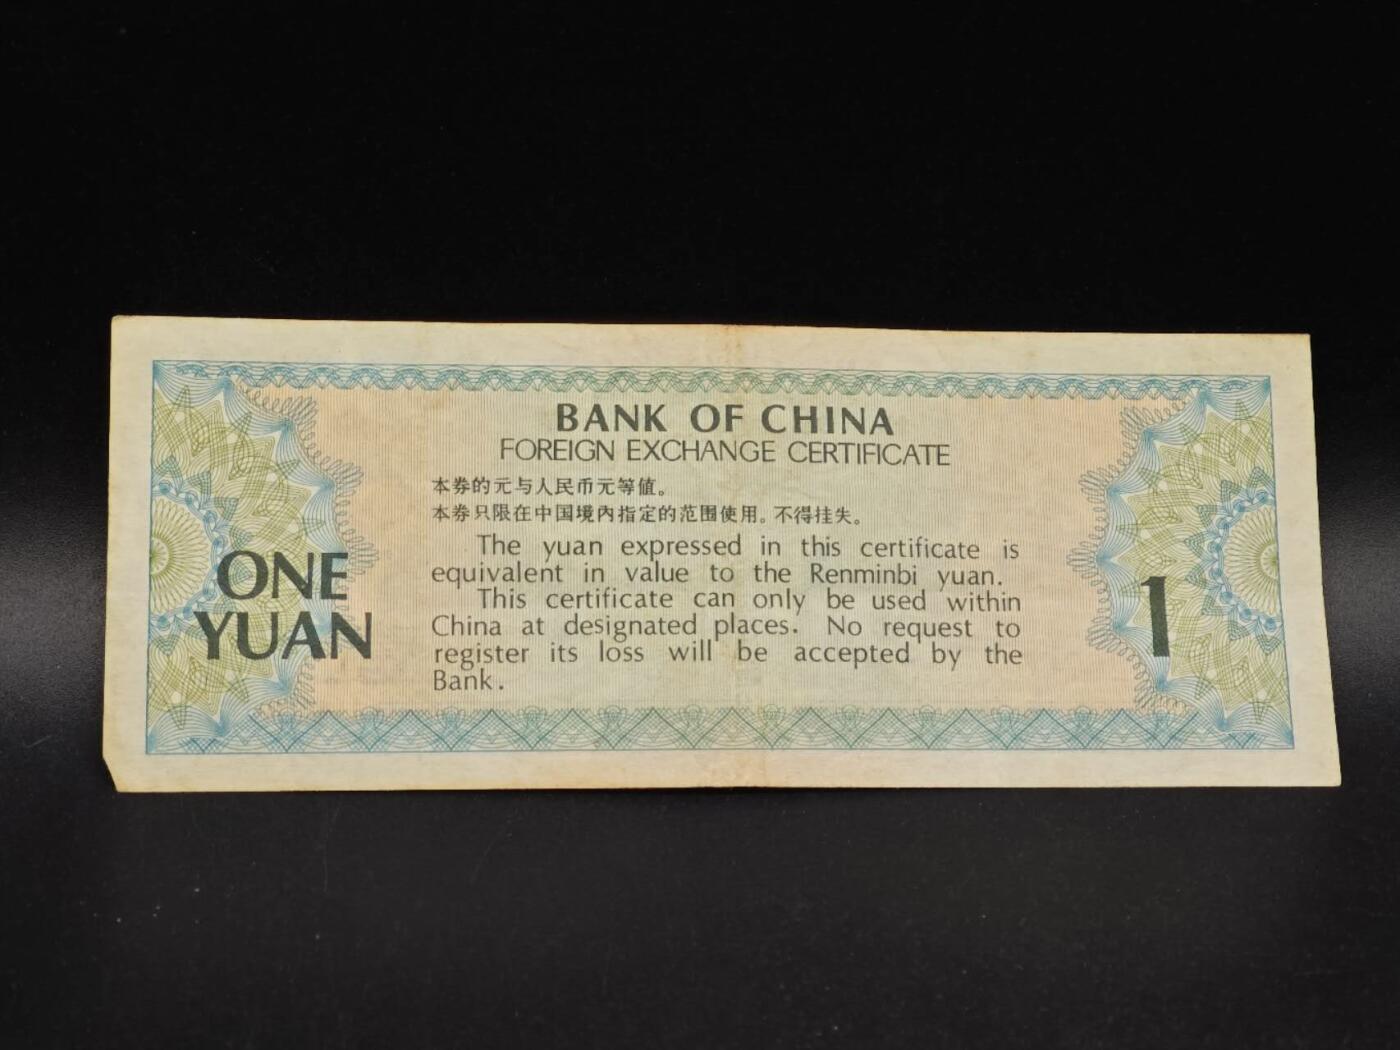 BANK OF CHINA
FOREIGN EXCHANGE CERTIFICATE
本券的元与人民币元等值。
本券只限在中国境内指定的范围使用。不得挂失。
The yuan expressed in this certificate is
equivalent in value to the Renminbi yuan.
This certificate can only be used within
China at designated places. No request to
register its loss will be accepted by the
Bank.
ONE
YUAN
1